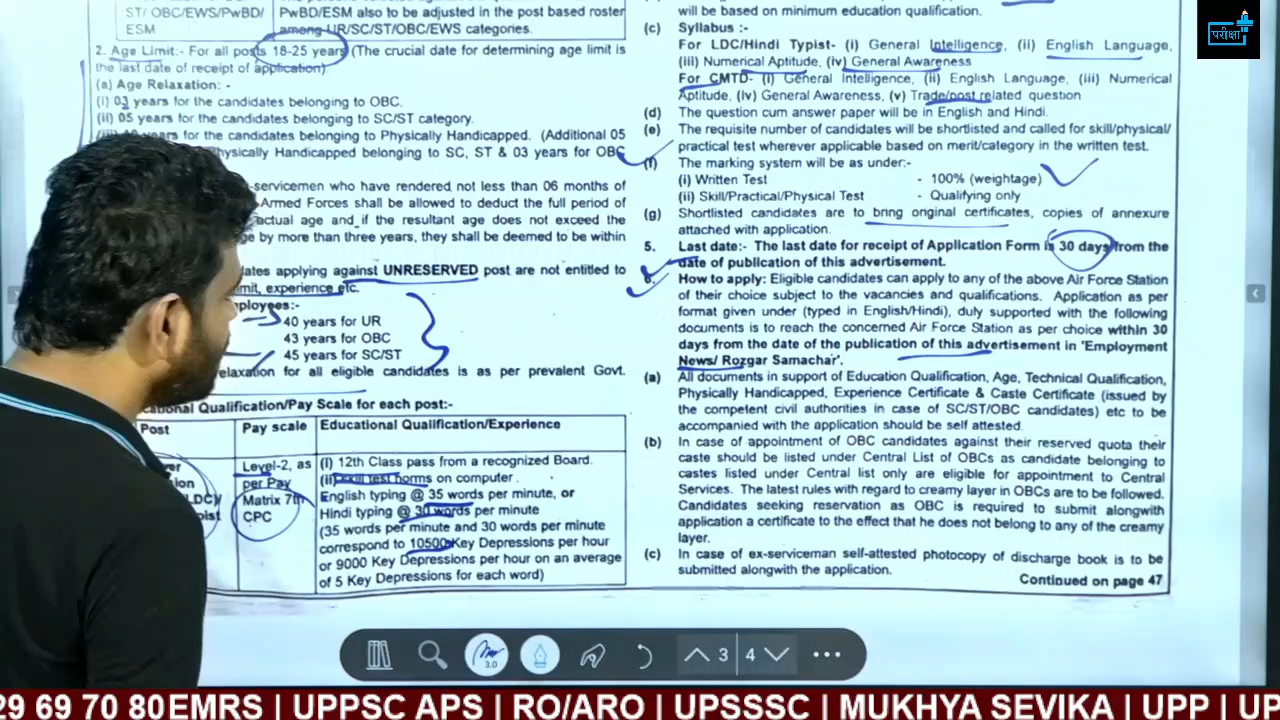 ST/ OBC/EWS/PwBD/
ESM
PwBD/ESM also to be adjusted in the post based roster
among UR/SC/ST/OBC/EWS categories.
2. Age Limit:- For all posts 18-25 years (The crucial date for determining age limit is
the last date of receipt of application)
(a) Age Relaxation: -
(i) 03 years for the candidates belonging to OBC.
(ii) 05 years for the candidates belonging to SC/ST category.
years for the candidates belonging to Physically Handicapped. (Additional 05
hysically Handicapped belonging to SC, ST & 03 years for OBC
-servicemen who have rendered not less than 06 months of
Armed Forces shall be allowed to deduct the full period of
actual age and if the resultant age does not exceed the
ge by more than three years, they shall be deemed to be within
dates applying against UNRESERVED post are not entitled to
mit, experience etc.
mployees:-
40 years for UR
43 years for OBC
45 years for SC/ST
elaxation for all eligible candidates is as per prevalent Govt.
ational Qualification/Pay Scale for each post:-
Post
Pay scale
Educational Qualification/Experience
Level-2, as
per Pay
Matrix 7th
CPC
(I) 12th Class pass from a recognized Board.
(ii) skill test norms on computer
English typing @ 35 words per minute, or
Hindi typing @ 30 words per minute
(35 words per minute and 30 words per minute
correspond to 10500 Key Depressions per hour
or 9000 Key Depressions per hour on an average
of 5 Key Depressions for each word)
will be based on minimum education qualification.
(c) Syllabus :-
For LDC/Hindi Typist- (i) General Intelligence, (ii) English Language,
(iii) Numerical Aptitude, (iv) General Awareness
For CMTD- (i) General Intelligence, (ii) English Language, (iii) Numerical
Aptitude, (iv) General Awareness, (v) Trade/post related question
(d) The question cum answer paper will be in English and Hindi.
(e) The requisite number of candidates will be shortlisted and called for skill/physical/
practical test wherever applicable based on merit/category in the written test.
(f) The marking system will be as under:-
(i) Written Test - 100% (weightage)
(ii) Skill/Practical/Physical Test - Qualifying only
(g) Shortlisted candidates are to bring original certificates, copies of annexure
attached with application.
5. Last date:- The last date for receipt of Application Form is 30 days from the
date of publication of this advertisement.
6. How to apply: Eligible candidates can apply to any of the above Air Force Station
of their choice subject to the vacancies and qualifications. Application as per
format given under (typed in English/Hindi), duly supported with the following
documents is to reach the concerned Air Force Station as per choice within 30
days from the date of the publication of this advertisement in 'Employment
News/ Rozgar Samachar'.
(a) All documents in support of Education Qualification, Age, Technical Qualification,
Physically Handicapped, Experience Certificate & Caste Certificate (issued by
the competent civil authorities in case of SC/ST/OBC candidates) etc to be
accompanied with the application should be self attested.
(b) In case of appointment of OBC candidates against their reserved quota their
caste should be listed under Central List of OBCs as candidate belonging to
castes listed under Central list only are eligible for appointment to Central
Services. The latest rules with regard to creamy layer in OBCs are to be followed.
Candidates seeking reservation as OBC is required to submit alongwith
application a certificate to the effect that he does not belong to any of the creamy
layer.
(c) In case of ex-serviceman self-attested photocopy of discharge book is to be
submitted alongwith the application.
Continued on page 47
परीक्षा
3.0
3 4
29 69 70 80 EMRS | UPPSC APS | RO/ARO | UPSSSC | MUKHYA SEVIKA | UPP | UP